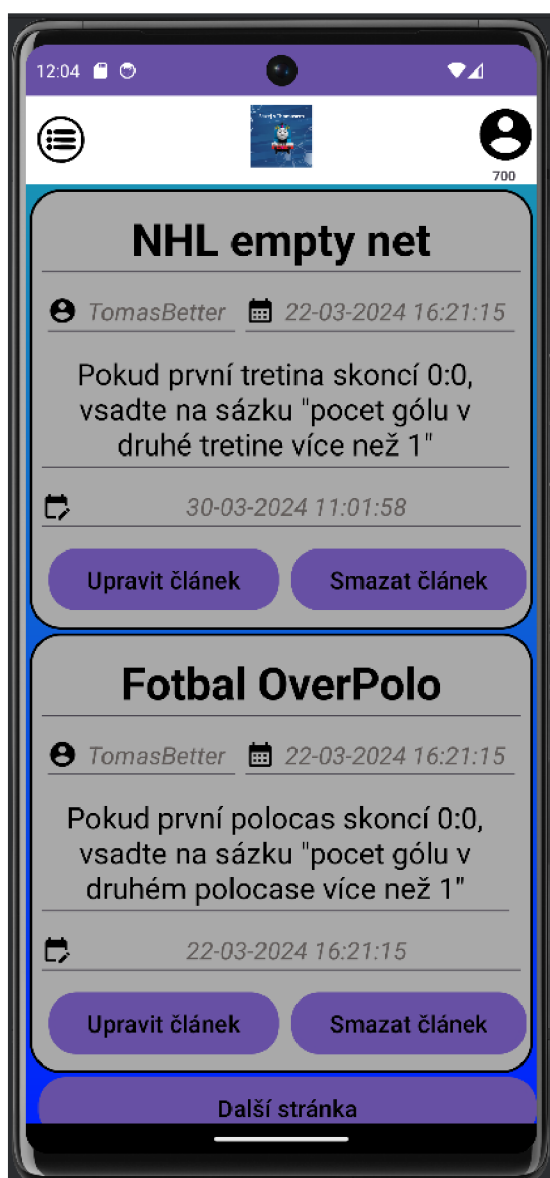 12:04
700
NHL empty net
TomasBetter 22-03-2024 16:21:15
Pokud první tretina skoncí 0:0,
vsadte na sázku "pocet gólu v
druhé tretine více než 1"
30-03-2024 11:01:58
Upravit článek Smazat článek
Fotbal OverPolo
TomasBetter 22-03-2024 16:21:15
Pokud první polocas skoncí 0:0,
vsadte na sázku "pocet gólu v
druhém polocase více než 1"
22-03-2024 16:21:15
Upravit článek Smazat článek
Další stránka